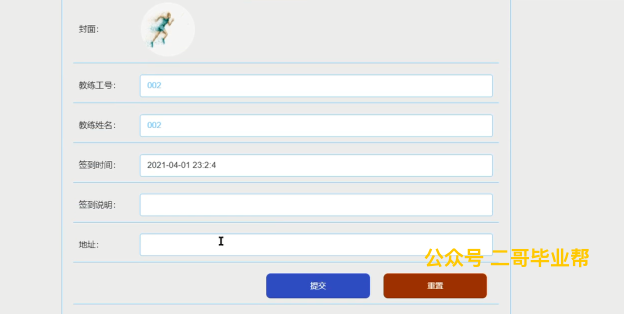 封面：
教练工号： 002
教练姓名： 002
签到时间： 2021-04-01 23:2:4
签到说明：
地址：
公众号 二哥毕业帮
提交 重置